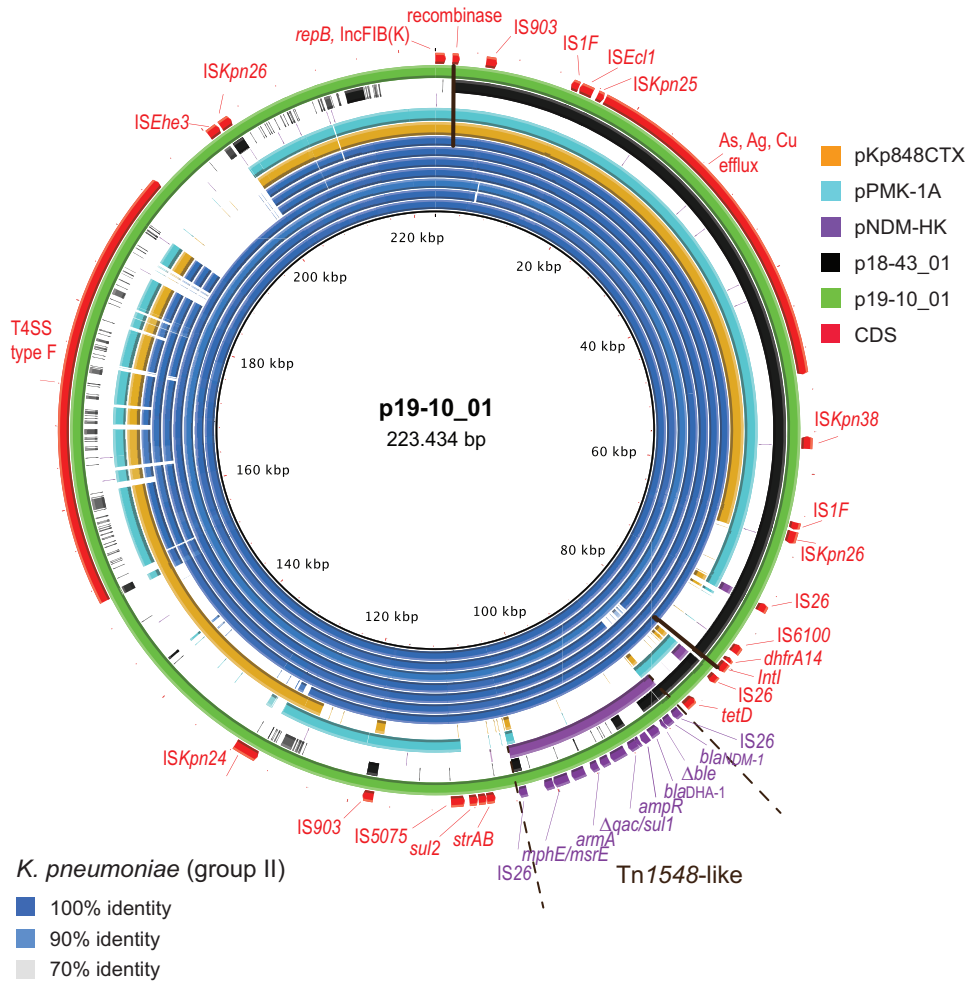 recombinase
repB, IncFIB(K)
IS903
IS1F
ISEcl1
ISKpn25
ISKpn26
ISEhe3
As, Ag, Cu
efflux
pKp848CTX
pPMK-1A
pNDM-HK
p18-43_01
p19-10_01
CDS
220 kbp
200 kbp
20 kbp
T4SS
type F
180 kbp
40 kbp
p19-10_01
223.434 bp
ISKpn38
160 kbp
60 kbp
IS1F
ISKpn26
140 kbp
80 kbp
120 kbp
100 kbp
IS26
IS6100
dhfrA14
IntI
IS26
tetD
IS26
blaNDM-1
Δble
blaDHA-1
ampR
Δqac/sul1
armA
mphE/msrE
IS26
ISKpn24
IS903
IS5075
sul2
strAB
Tn1548-like
K. pneumoniae (group II)
100% identity
90% identity
70% identity